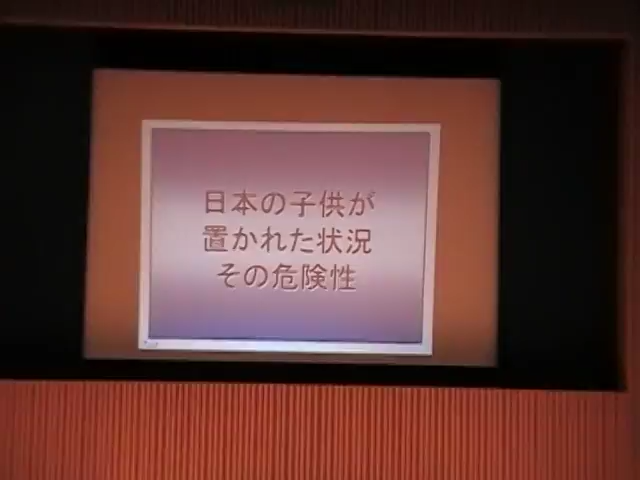 日本の子供が
置かれた状況
その危険性